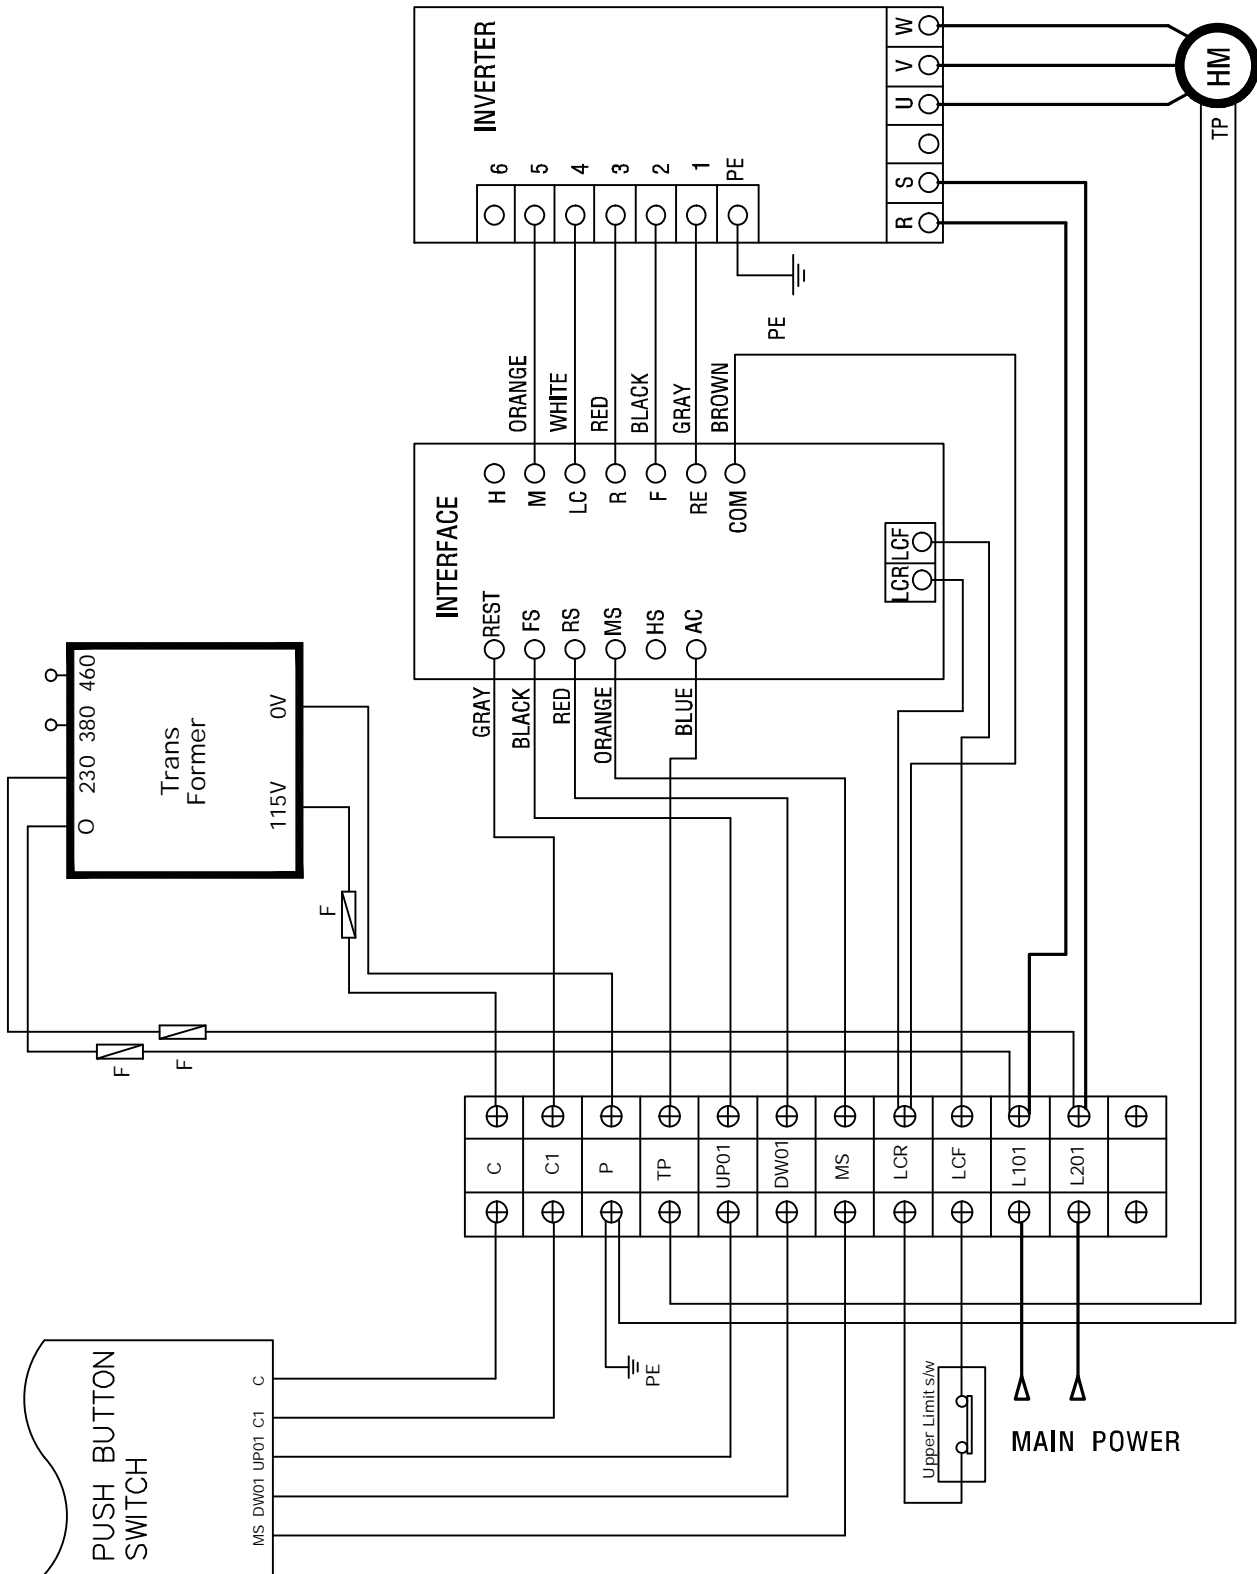 INVERTER
W
V
U
S
R
HM
TP
6
5
4
3
2
1
PE
PE
ORANGE
WHITE
RED
BLACK
GRAY
BROWN
INTERFACE
H
M
LC
R
F
RE
COM
LCF
LCR
REST
FS
RS
MS
HS
AC
GRAY
BLACK
RED
ORANGE
BLUE
Trans
Former
460
380
230
O
0V
115V
F
F
F
C
C1
P
TP
UP01
DW01
MS
LCR
LCF
L101
L201
PUSH BUTTON
SWITCH
C
C1
UP01
DW01
MS
PE
Upper Limit s/w
MAIN POWER